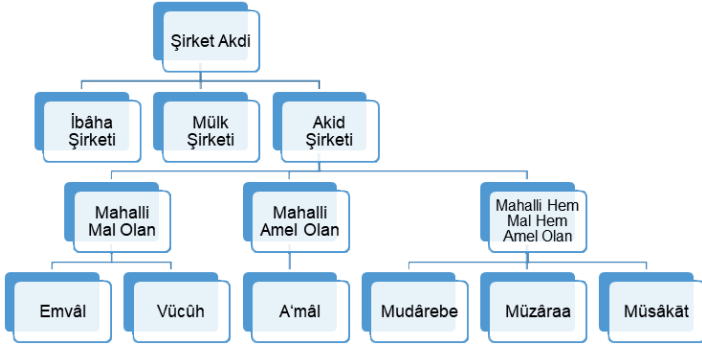 Şirket Akdi
İbâha
Şirketi
Mülk
Şirketi
Akid
Şirketi
Mahalli
Mal Olan
Mahalli
Amel Olan
Mahalli Hem
Mal Hem
Amel Olan
Emvâl
Vücûh
A‘mâl
Mudârebe
Müzâraa
Müsâkāt